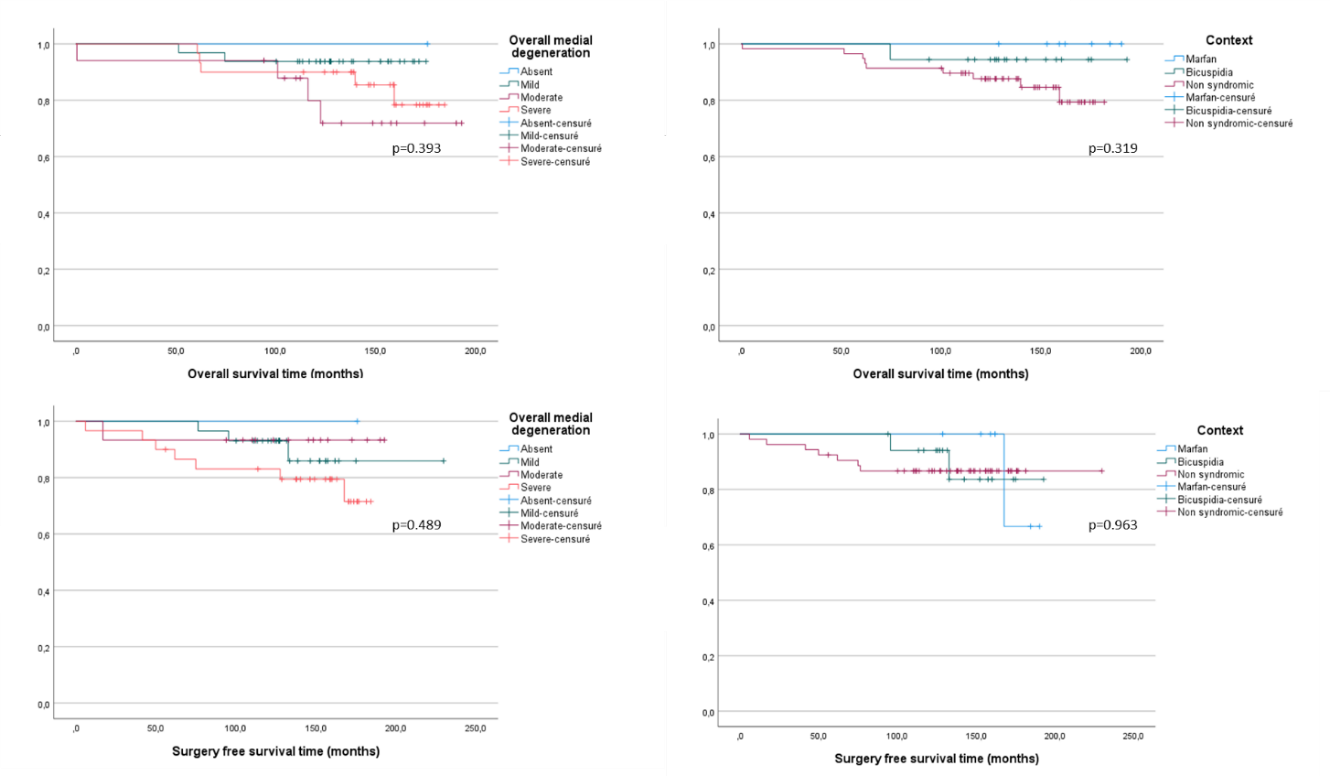 Overall medial
degeneration
Absent
Mild
Moderate
Severe
Absent-censuré
Mild-censuré
Moderate-censuré
Severe-censuré
1,0
0,8
0,6
0,4
0,2
0,0
p=0.393
,0 50,0 100,0 150,0 200,0
Overall survival time (months)
Context
Marfan
Bicuspidia
Non syndromic
Marfan-censuré
Bicuspidia-censuré
Non syndromic-censuré
1,0
0,8
0,6
0,4
0,2
0,0
p=0.319
,0 50,0 100,0 150,0 200,0
Overall survival time (months)
Overall medial
degeneration
Absent
Mild
Moderate
Severe
Absent-censuré
Mild-censuré
Moderate-censuré
Severe-censuré
1,0
0,8
0,6
0,4
0,2
0,0
p=0.489
,0 50,0 100,0 150,0 200,0 250,0
Surgery free survival time (months)
Context
Marfan
Bicuspidia
Non syndromic
Marfan-censuré
Bicuspidia-censuré
Non syndromic-censuré
1,0
0,8
0,6
0,4
0,2
0,0
p=0.963
,0 50,0 100,0 150,0 200,0 250,0
Surgery free survival time (months)